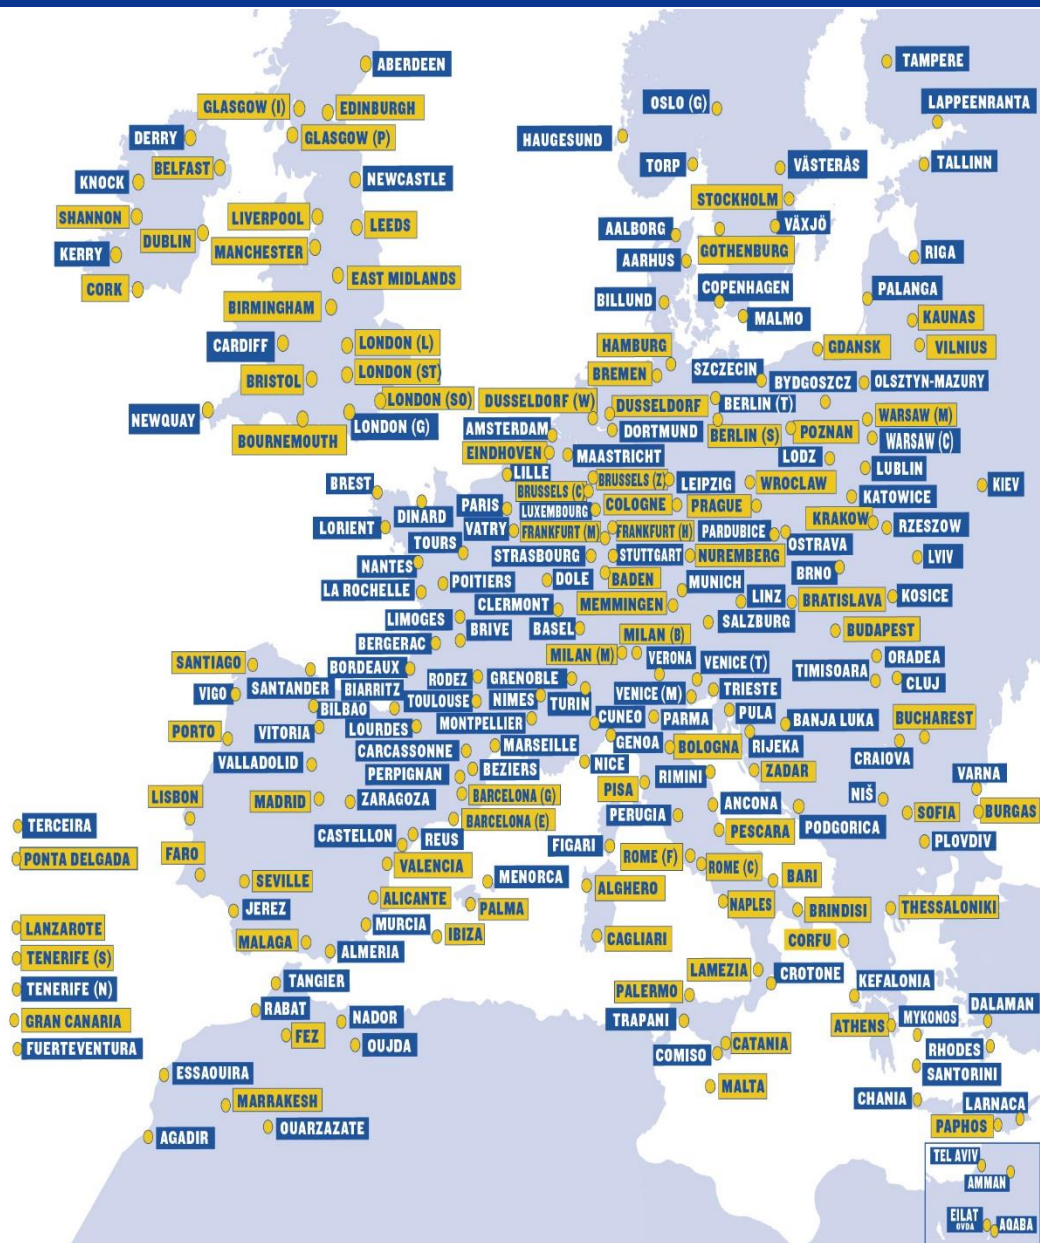 ABERDEEN
TAMPERE
GLASGOW (I)
EDINBURGH
OSLO (G)
LAPPEENRANTA
DERRY
GLASGOW (P)
HAUGESUND
BELFAST
TORP
VÄSTERÀS
TALLINN
KNOCK
NEWCASTLE
STOCKHOLM
SHANNON
LIVERPOOL
LEEDS
AALBORG
VÄXJÖ
DUBLIN
MANCHESTER
GOTHENBURG
KERRY
AARHUS
RIGA
CORK
EAST MIDLANDS
COPENHAGEN
BILLUND
PALANGA
BIRMINGHAM
MALMO
KAUNAS
CARDIFF
LONDON (L)
HAMBURG
GDANSK
VILNIUS
BRISTOL
LONDON (ST)
BREMEN
SZCZECIN
BYDGOSZCZ
OLSZTYN-MAZURY
LONDON (SO)
DUSSELDORF (W)
DUSSELDORF
BERLIN (T)
NEWQUAY
WARSAW (M)
BOURNEMOUTH
LONDON (G)
AMSTERDAM
DORTMUND
BERLIN (S)
POZNAN
WARSAW (C)
EINDHOVEN
MAASTRICHT
LODZ
LILLE
LUBLIN
BREST
BRUSSELS (C)
BRUSSELS (Z)
LEIPZIG
WROCLAW
KIEV
DINARD
PARIS
LUXEMBOURG
COLOGNE
PRAGUE
KATOWICE
LORIENT
VATRY
FRANKFURT (M)
FRANKFURT (H)
PARDUBICE
KRAKOW
RZESZOW
TOURS
STRASBOURG
STUTTGART
NUREMBERG
OSTRAVA
LVIV
NANTES
POITIERS
DOLE
BADEN
MUNICH
BRNO
LA ROCHELLE
CLERMONT
MEMMINGEN
LINZ
BRATISLAVA
KOSICE
LIMOGES
BASEL
SALZBURG
BERGERAC
BRIVE
MILAN (B)
BUDAPEST
SANTIAGO
BORDEAUX
MILAN (M)
VERONA
VENICE (T)
TIMISOARA
ORADEA
VIGO
SANTANDER
BIARRITZ
RODEZ
GRENOBLE
CLUJ
BILBAO
TOULOUSE
NIMES
TURIN
VENICE (M)
TRIESTE
PORTO
VITORIA
LOURDES
MONTPELLIER
CUNEO
PARMA
PULA
BANJA LUKA
BUCHAREST
VALLADOLID
CARCASSONNE
MARSEILLE
GENOA
BOLOGNA
RIJEKA
CRAIOVA
PERPIGNAN
BEZIERS
NICE
RIMINI
ZADAR
VARNA
LISBON
MADRID
ZARAGOZA
BARCELONA (G)
PISA
NIŠ
TERCEIRA
CASTELLON
REUS
BARCELONA (E)
PERUGIA
ANCONA
PODGORICA
SOFIA
BURGAS
PONTA DELGADA
FARO
VALENCIA
FIGARI
ROME (F)
PESCARA
PLOVDIV
SEVILLE
MENORCA
ALGHERO
ROME (C)
BARI
JEREZ
ALICANTE
PALMA
NAPLES
BRINDISI
THESSALONIKI
LANZAROTE
MURCIA
IBIZA
CAGLIARI
CORFU
TENERIFE (S)
MALAGA
ALMERIA
LAMEZIA
CROTONE
TENERIFE (N)
TANGIER
PALERMO
KEFALONIA
GRAN CANARIA
RABAT
NADOR
TRAPANI
ATHENS
MYKONOS
DALAMAN
FUERTEVENTURA
FEZ
OUJDA
COMISO
CATANIA
RHODES
ESSAOUIRA
MALTA
SANTORINI
MARRAKESH
CHANIA
LARNACA
AGADIR
OUARZAZATE
PAPHOS
TEL AVIV
AMMAN
EILAT
OVDA
AQABA